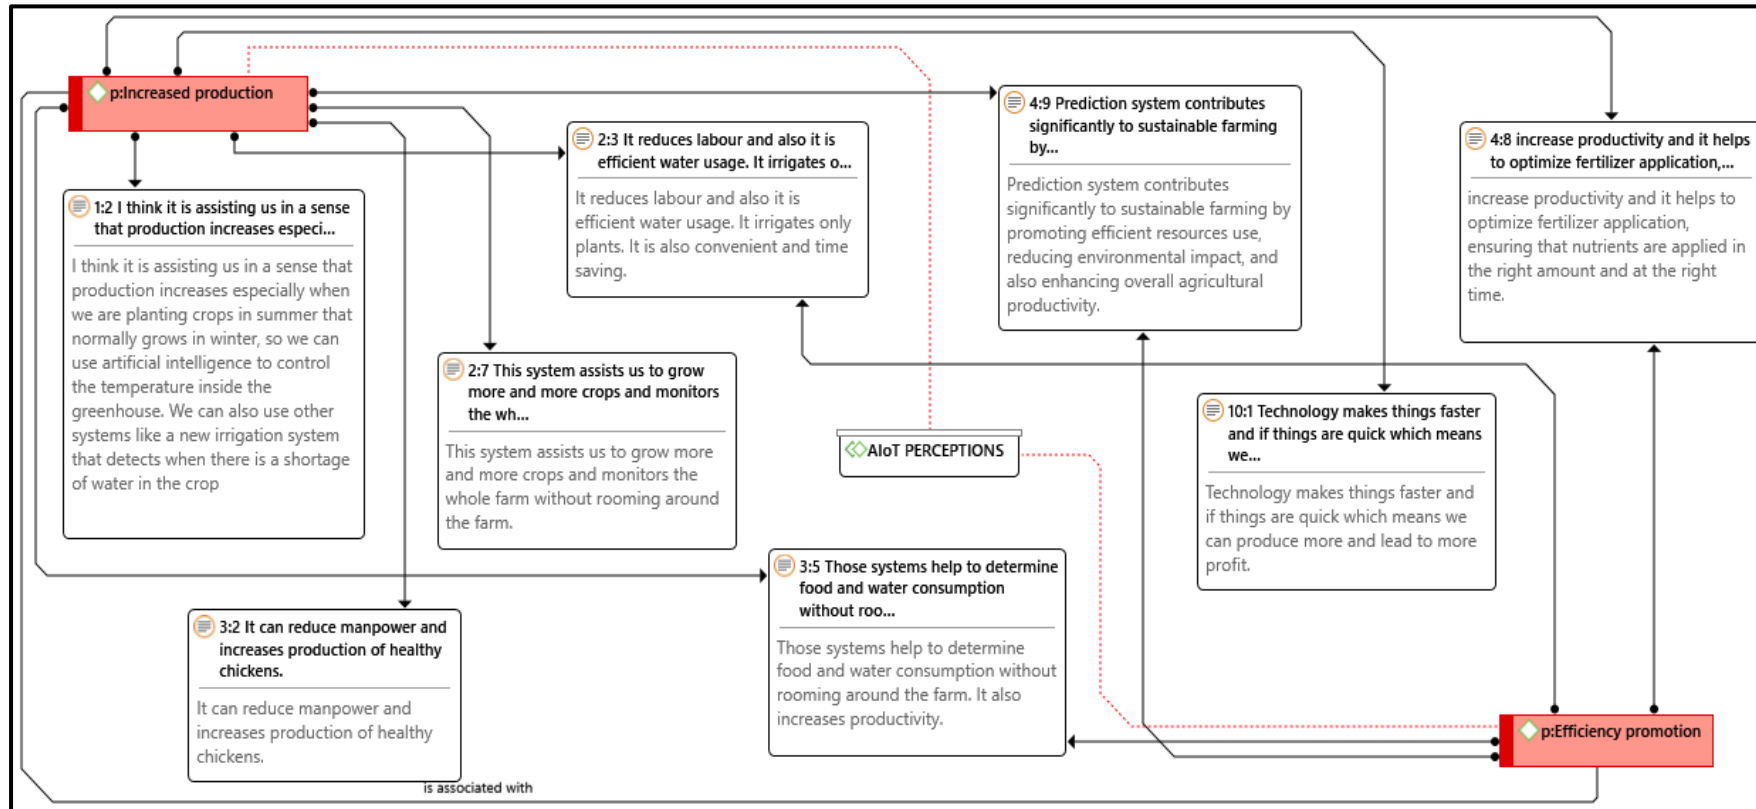 p:Increased production
4:9 Prediction system contributes
significantly to sustainable farming
by...
Prediction system contributes
significantly to sustainable farming by
promoting efficient resources use,
reducing environmental impact, and
also enhancing overall agricultural
productivity.
2:3 It reduces labour and also it is
efficient water usage. It irrigates o...
It reduces labour and also it is
efficient water usage. It irrigates only
plants. It is also convenient and time
saving.
4:8 increase productivity and it helps
to optimize fertilizer application,...
increase productivity and it helps to
optimize fertilizer application,
ensuring that nutrients are applied in
the right amount and at the right
time.
1:2 I think it is assisting us in a sense
that production increases especi...
I think it is assisting us in a sense that
production increases especially when
we are planting crops in summer that
normally grows in winter, so we can
use artificial intelligence to control
the temperature inside the
greenhouse. We can also use other
systems like a new irrigation system
that detects when there is a shortage
of water in the crop
2:7 This system assists us to grow
more and more crops and monitors
the wh...
This system assists us to grow more
and more crops and monitors the
whole farm without rooming around
the farm.
AIoT PERCEPTIONS
10:1 Technology makes things faster
and if things are quick which means
we...
Technology makes things faster and
if things are quick which means we
can produce more and lead to more
profit.
3:5 Those systems help to determine
food and water consumption
without roo...
Those systems help to determine
food and water consumption without
rooming around the farm. It also
increases productivity.
3:2 It can reduce manpower and
increases production of healthy
chickens.
It can reduce manpower and
increases production of healthy
chickens.
p:Efficiency promotion
is associated with